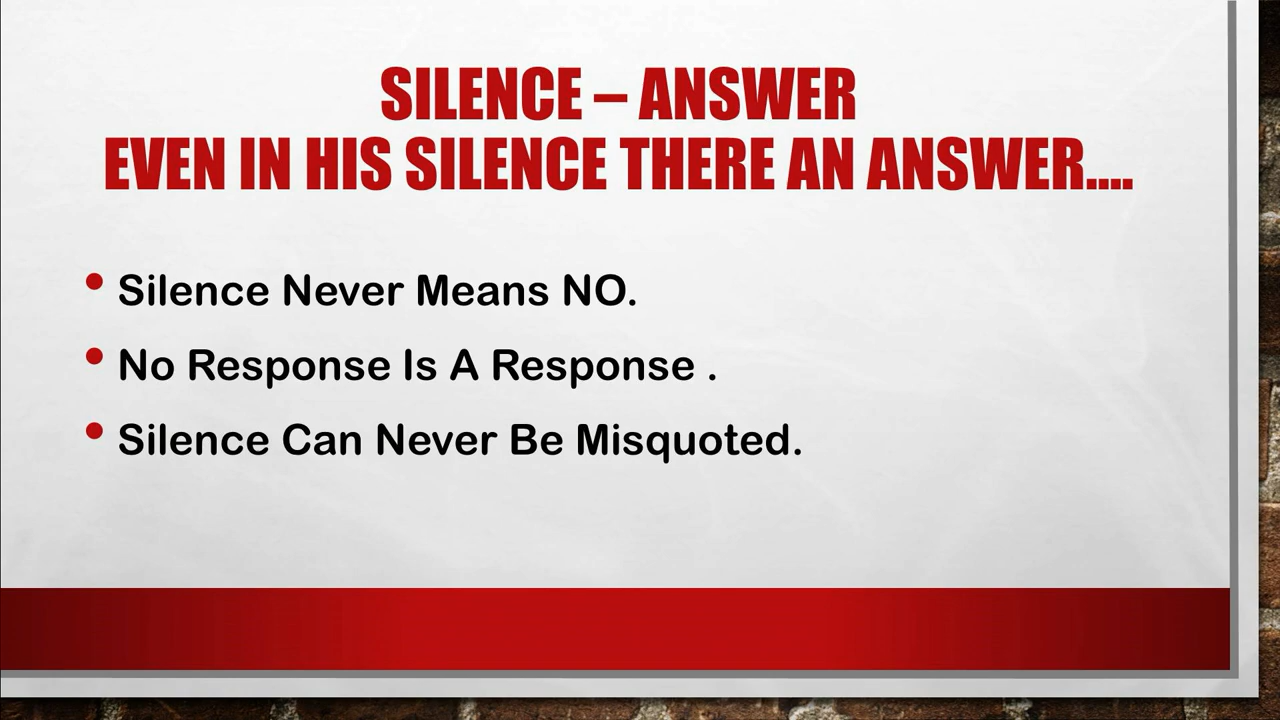 SILENCE – ANSWER
EVEN IN HIS SILENCE THERE AN ANSWER....
• Silence Never Means NO.
• No Response Is A Response .
• Silence Can Never Be Misquoted.